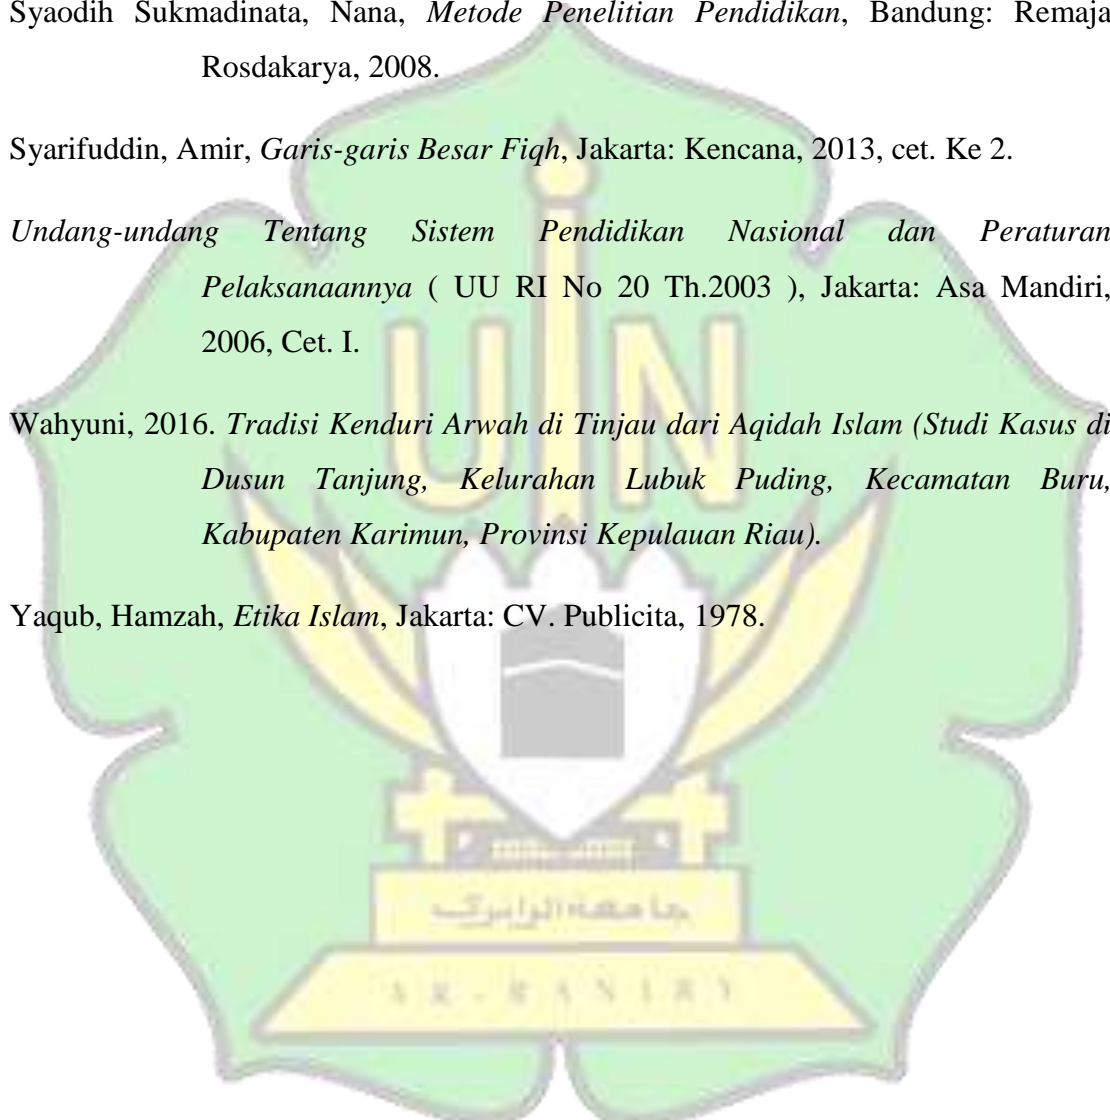 Syaodih Sukmadinata, Nana, Metode Penelitian Pendidikan, Bandung: Remaja
Rosdakarya, 2008.
Syarifuddin, Amir, Garis-garis Besar Fiqh, Jakarta: Kencana, 2013, cet. Ke 2.
Undang-undang Tentang Sistem Pendidikan Nasional dan Peraturan
Pelaksanaannya ( UU RI No 20 Th.2003 ), Jakarta: Asa Mandiri,
2006, Cet. I.
Wahyuni, 2016. Tradisi Kenduri Arwah di Tinjau dari Aqidah Islam (Studi Kasus di
Dusun Tanjung, Kelurahan Lubuk Puding, Kecamatan Buru,
Kabupaten Karimun, Provinsi Kepulauan Riau).
Yaqub, Hamzah, Etika Islam, Jakarta: CV. Publicita, 1978.
UIN
جامعة الرانيري
AR-RANIRY